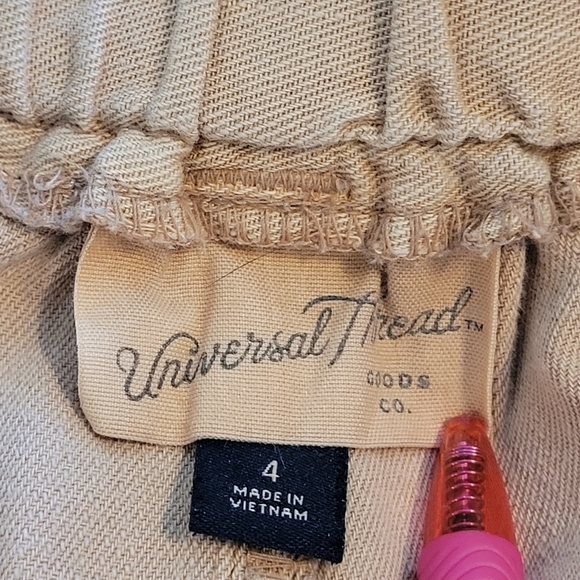 Universal Thread™
GOODS
CO.
4
MADE IN
VIETNAM